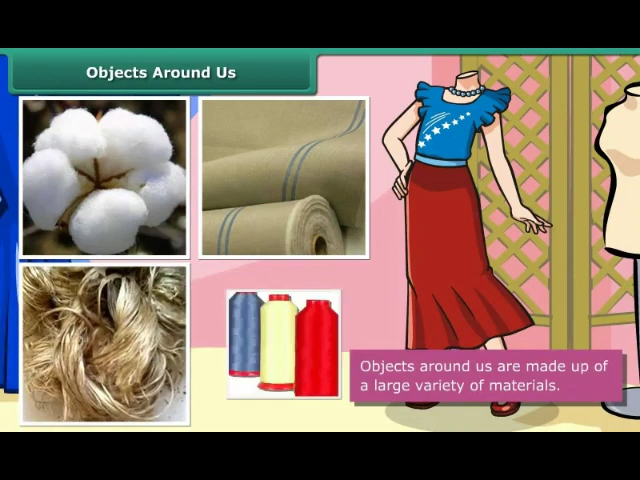 Objects Around Us
Objects around us are made up of
a large variety of materials.